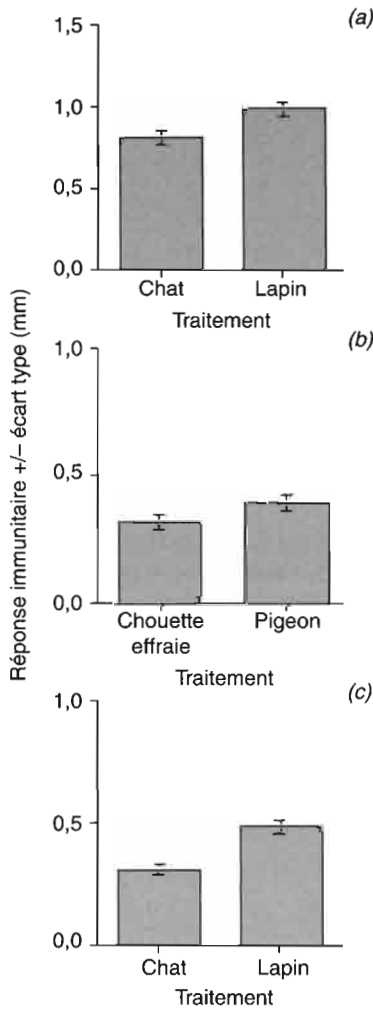 (a)
1,5
1,0
0,5
0,0
Chat Lapin
Traitement
(b)
1,0
0,5
0,0
Chouette effraie Pigeon
Traitement
(c)
1,0
0,5
0,0
Chat Lapin
Traitement
Réponse immunitaire +/– écart type (mm)